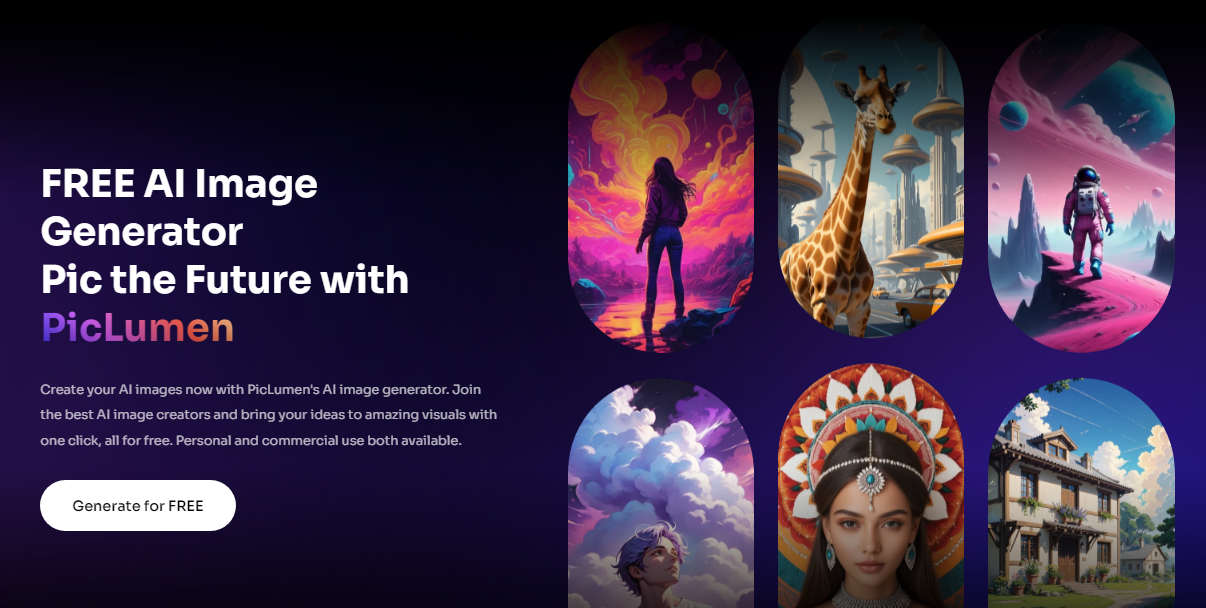 FREE AI Image
Generator
Pic the Future with
PicLumen
Create your AI images now with PicLumen's AI image generator. Join
the best AI image creators and bring your ideas to amazing visuals with
one click, all for free. Personal and commercial use both available.
Generate for FREE